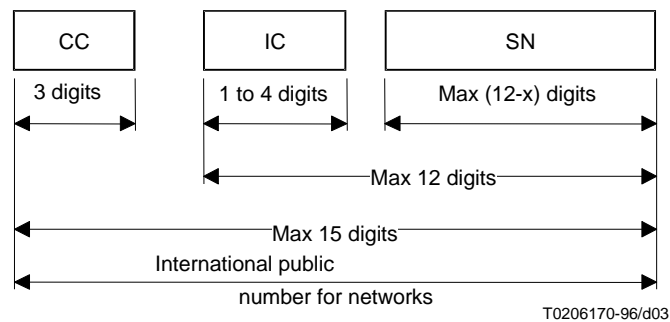 CC IC SN
3 digits 1 to 4 digits Max (12-x) digits
Max 12 digits
Max 15 digits
International public
number for networks
T0206170-96/d03